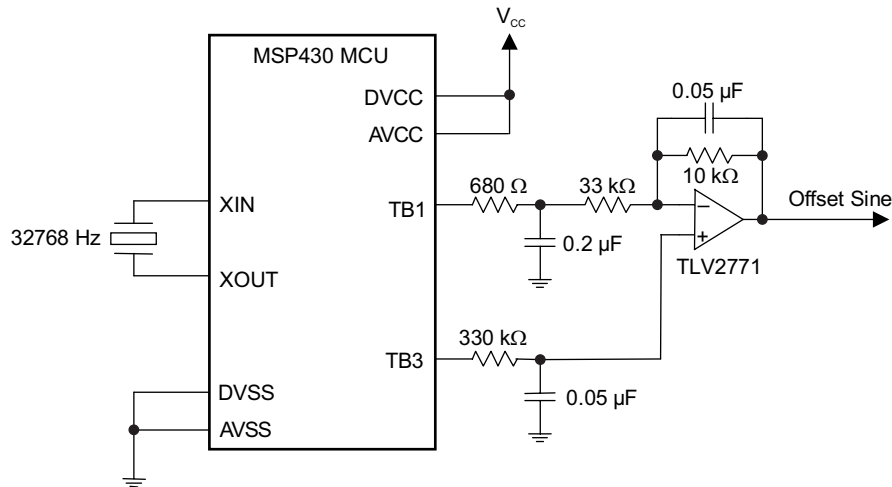 V_CC
MSP430 MCU
DVCC
AVCC
0.05 µF
10 kΩ
680 Ω
33 kΩ
XIN
TB1
Offset Sine
32768 Hz
0.2 µF
XOUT
TLV2771
330 kΩ
TB3
DVSS
0.05 µF
AVSS